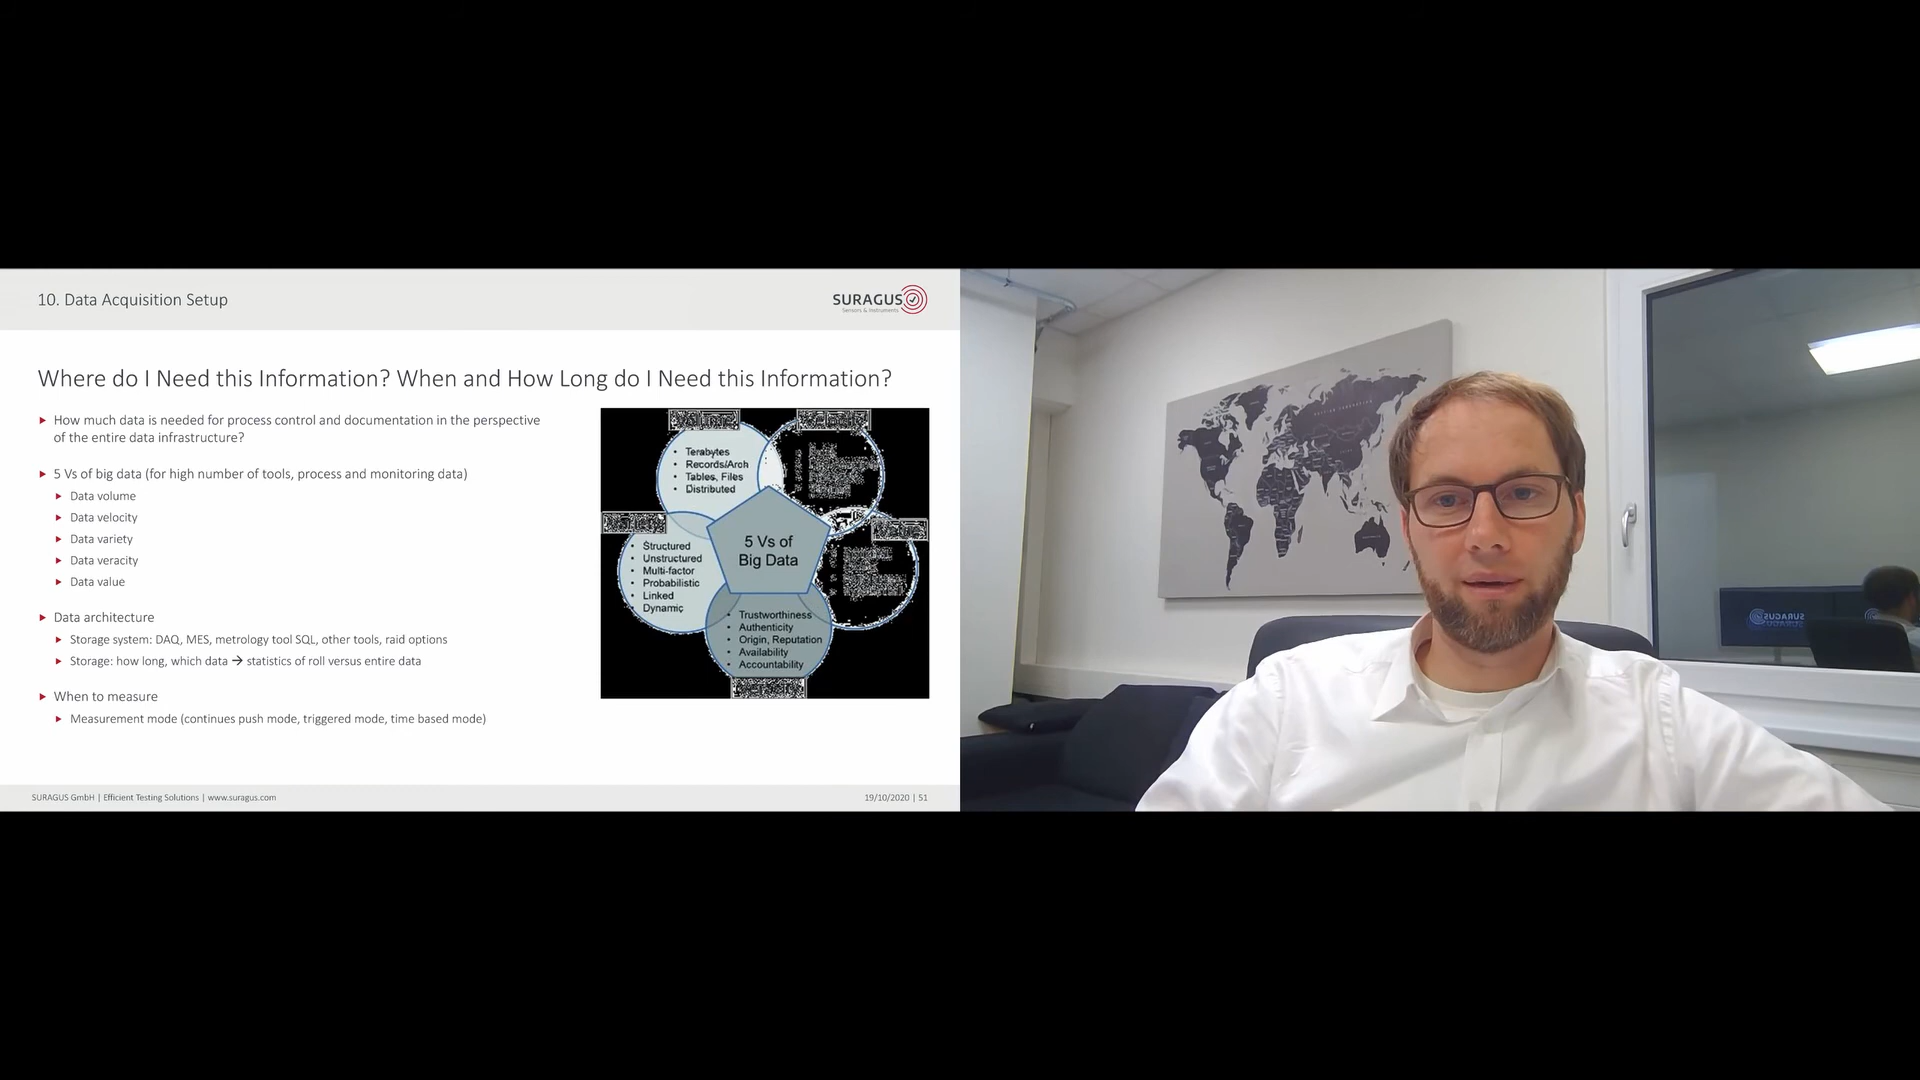 10. Data Acquisition Setup
SURAGUS
Sensors & Instruments
Where do I Need this Information? When and How Long do I Need this Information?
How much data is needed for process control and documentation in the perspective
of the entire data infrastructure?
5 Vs of big data (for high number of tools, process and monitoring data)
Data volume
Data velocity
Data variety
Data veracity
Data value
Data architecture
Storage system: DAQ, MES, metrology tool SQL, other tools, raid options
Storage: how long, which data → statistics of roll versus entire data
When to measure
Measurement mode (continues push mode, triggered mode, time based mode)
• Terabytes
• Records/Arch
• Tables, Files
• Distributed
5 Vs of
Big Data
• Structured
• Unstructured
• Multi-factor
• Probabilistic
• Linked
• Dynamic
• Trustworthiness
• Authenticity
• Origin, Reputation
• Availability
• Accountability
SURAGUS GmbH | Efficient Testing Solutions | www.suragus.com
19/10/2020 | 51
SURAGUS